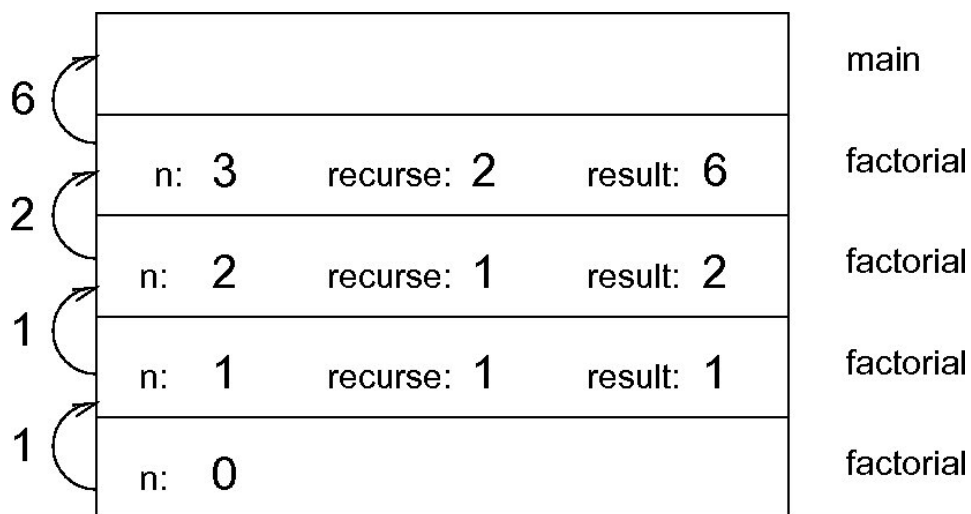 main
6
n: 3 recurse: 2 result: 6 factorial
2
n: 2 recurse: 1 result: 2 factorial
1
n: 1 recurse: 1 result: 1 factorial
1
n: 0 factorial